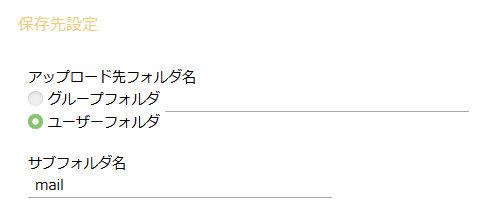 保存先設定
アップロード先フォルダ名
グループフォルダ
ユーザーフォルダ
サブフォルダ名
mail